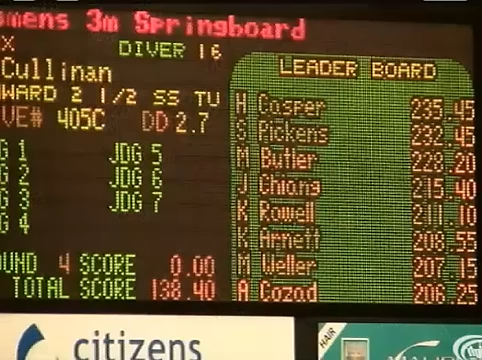 mens 3m Springboard
X DIVER 16
Cullinan
WARD 2 1/2 SS TU
VE# 405C DD 2.7
G 1 JDG 5
G 2 JDG 6
G 3 JDG 7
G 4
OUND 4 SCORE 0.00
TOTAL SCORE 138.40
LEADER BOARD
H Casper 235.45
S Pickens 232.45
M Butler 228.20
J Chiang 215.40
K Rowell 211.10
K Arnett 208.55
M Weller 207.15
A Cozad 206.25
citizens
HAIR